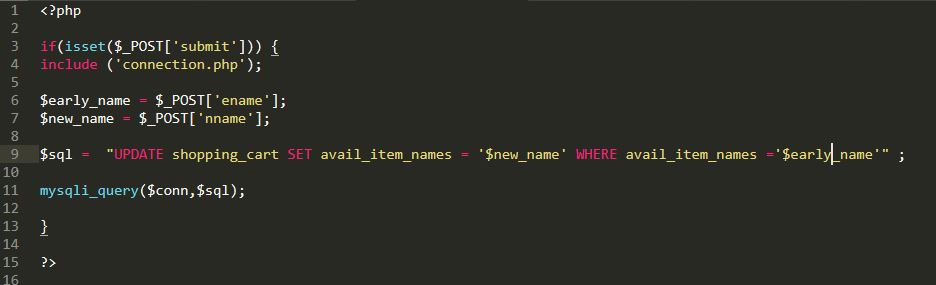 1 <?php
2
3 if(isset($_POST['submit'])) {
4 include ('connection.php');
5
6 $early_name = $_POST['ename'];
7 $new_name = $_POST['nname'];
8
9 $sql =  "UPDATE shopping_cart SET avail_item_names = '$new_name' WHERE avail_item_names ='$early_name'" ;
10
11 mysqli_query($conn,$sql);
12
13 }
14
15 ?>
16